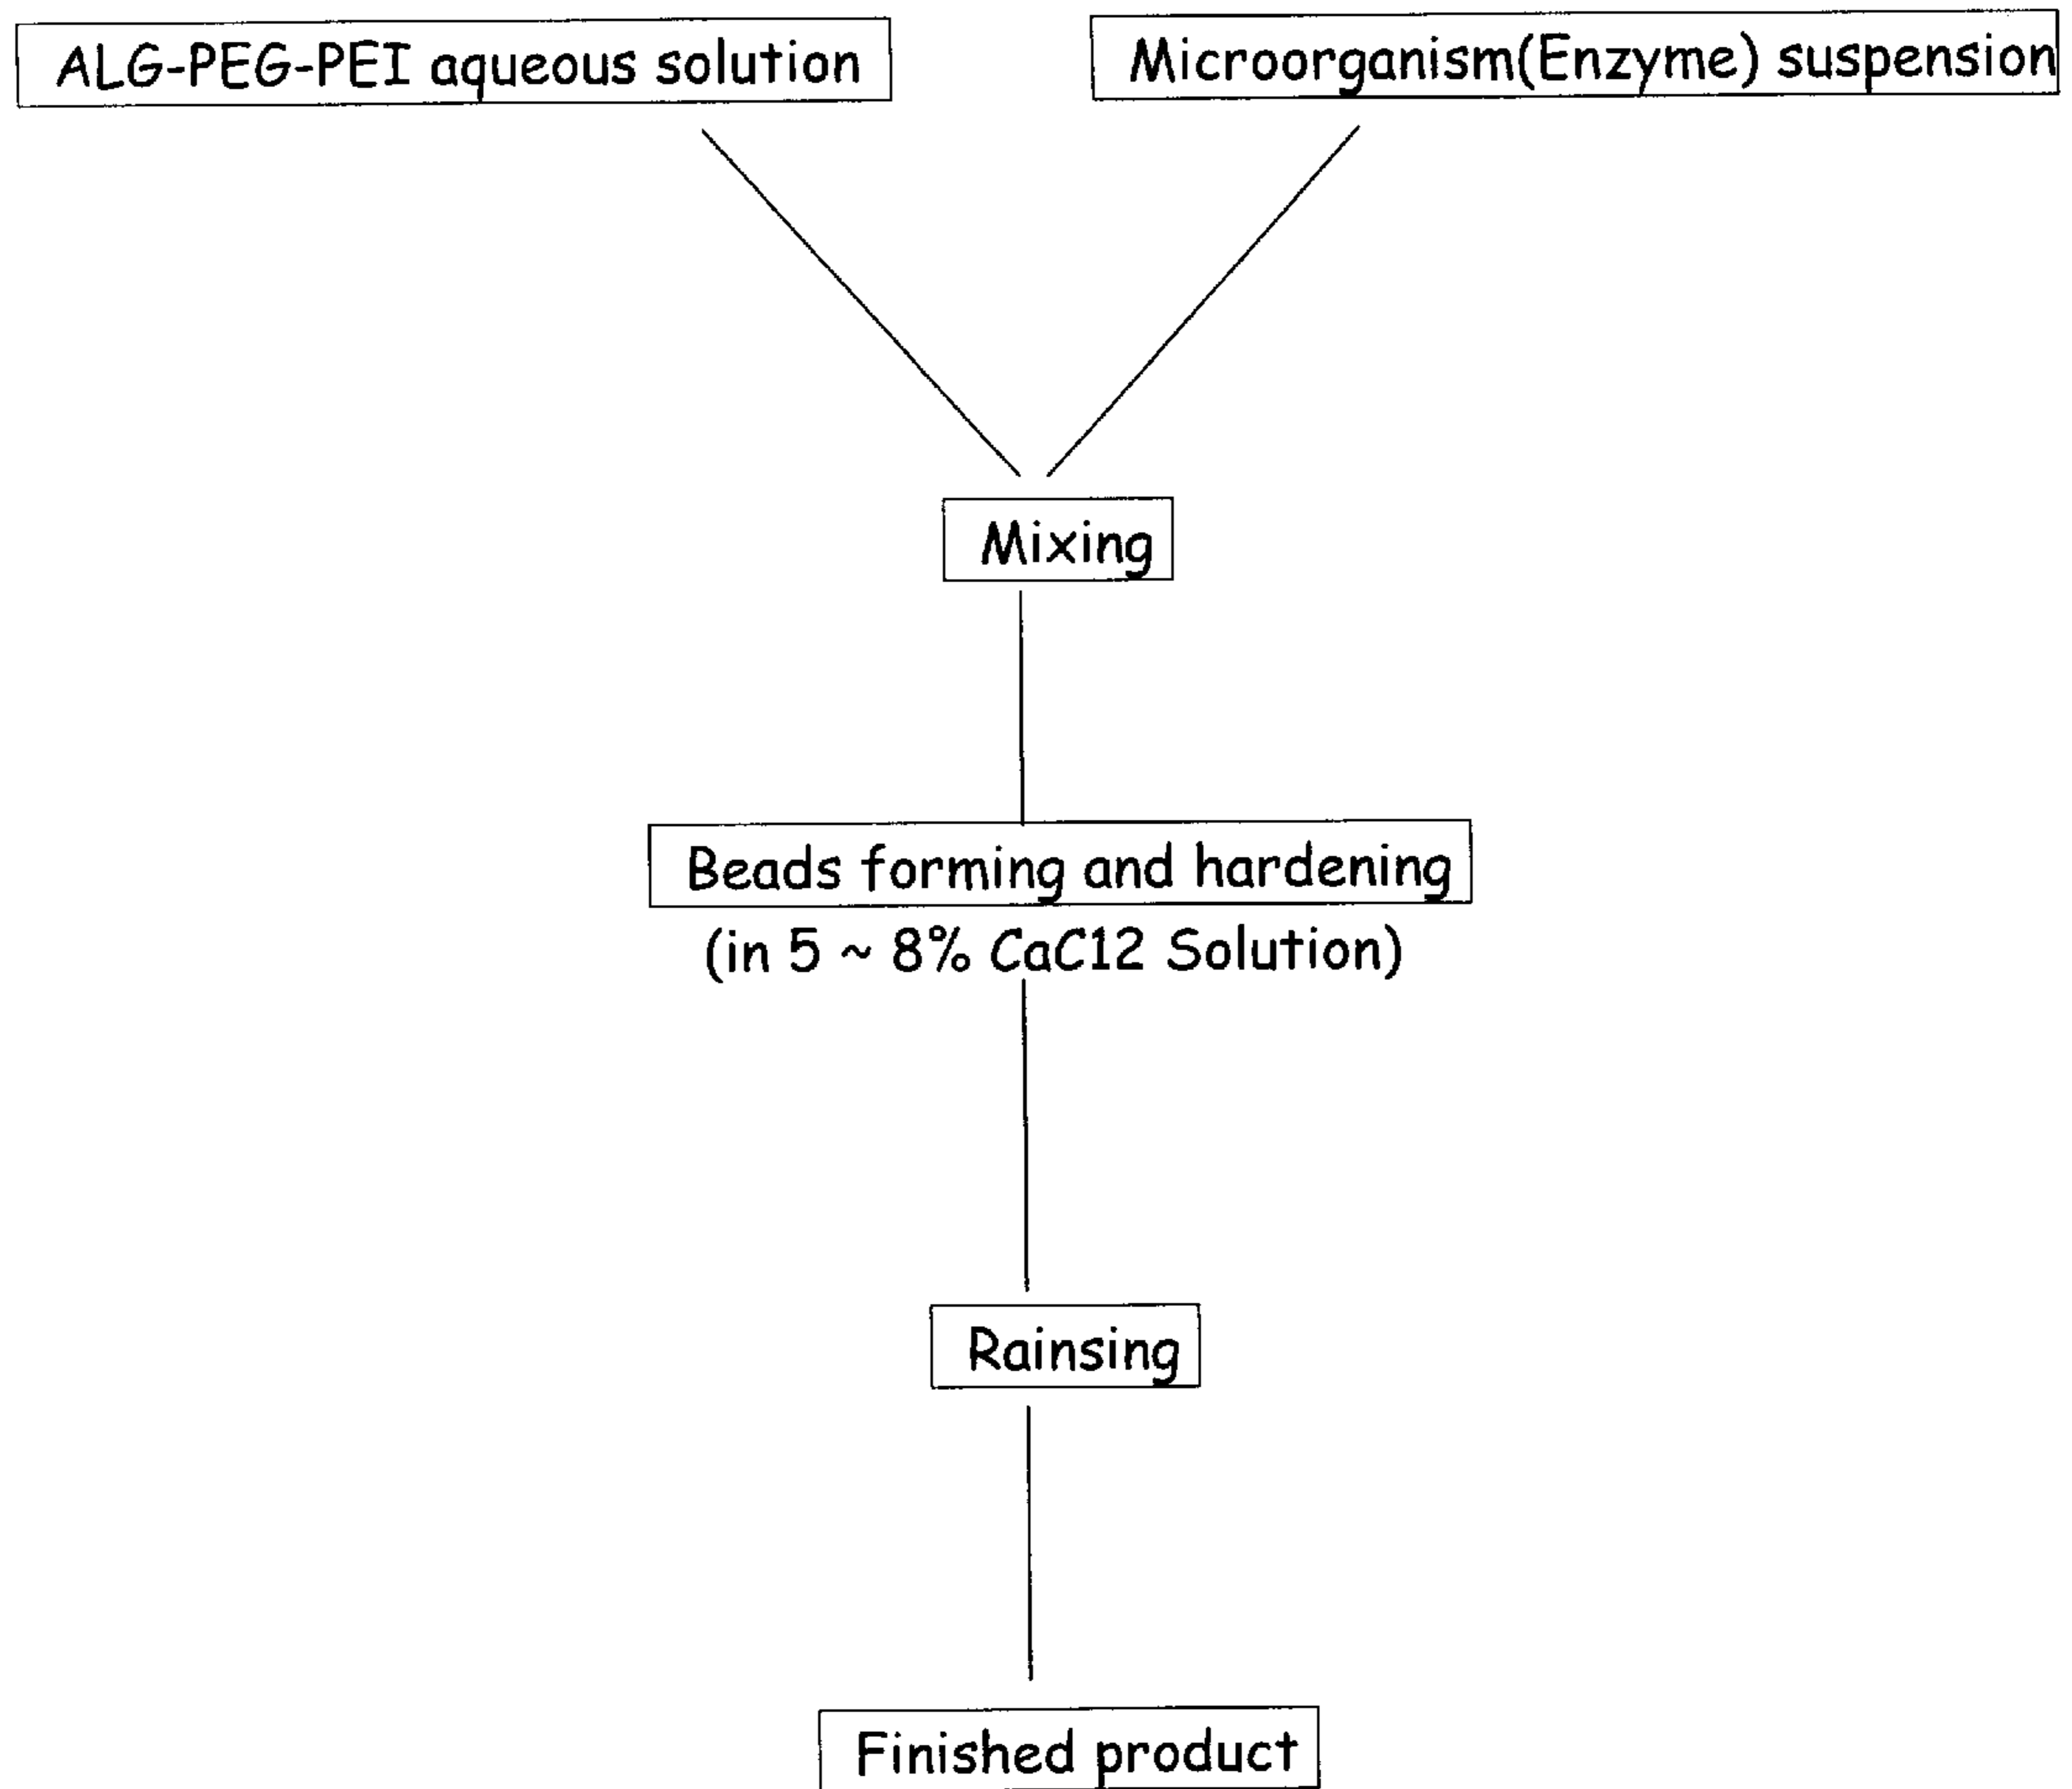 ALG-PEG-PEI aqueous solution
Microorganism(Enzyme) suspension
Mixing
Beads forming and hardening
(in 5 ~ 8% CaC12 Solution)
Rainsing
Finished product